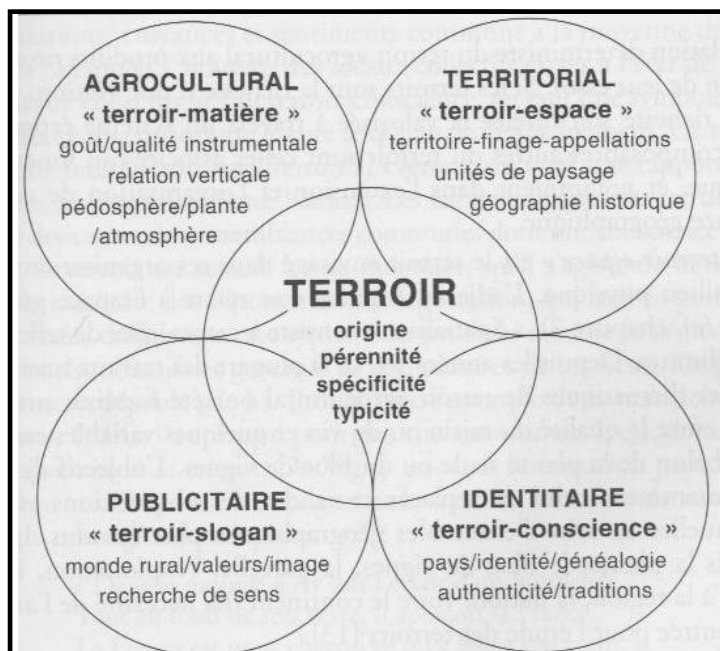 AGROCULTURAL
« terroir-matière »
goût/qualité instrumentale
relation verticale
pédosphère/plante
/atmosphère
TERRITORIAL
« terroir-espace »
territoire-finage-appellations
unités de paysage
géographie historique
TERROIR
origine
pérennité
spécificité
typicité
PUBLICITAIRE
« terroir-slogan »
monde rural/valeurs/image
recherche de sens
IDENTITAIRE
« terroir-conscience »
pays/identité/généalogie
authenticité/traditions